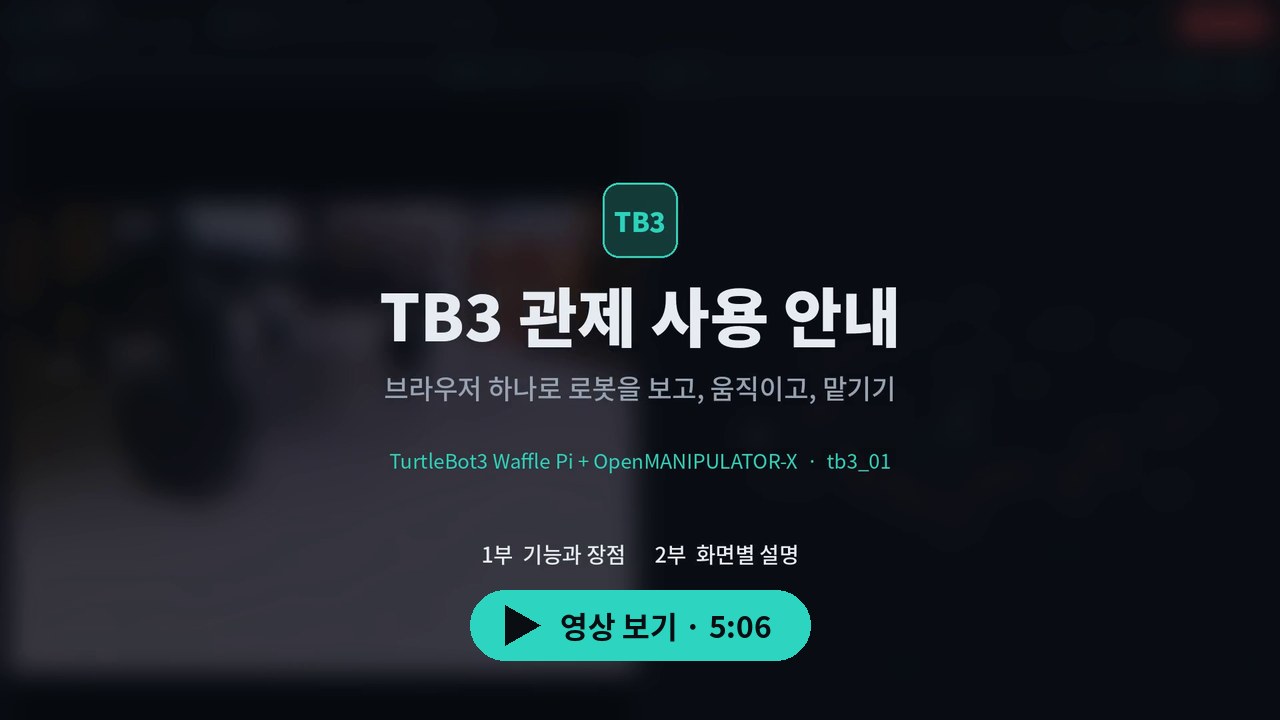 TB3
TB3 관제 사용 안내
브라우저 하나로 로봇을 보고, 움직이고, 맡기기
TurtleBot3 Waffle Pi + OpenMANIPULATOR-X · tb3_01
1부 기능과 장점 2부 화면별 설명
영상 보기 · 5:06